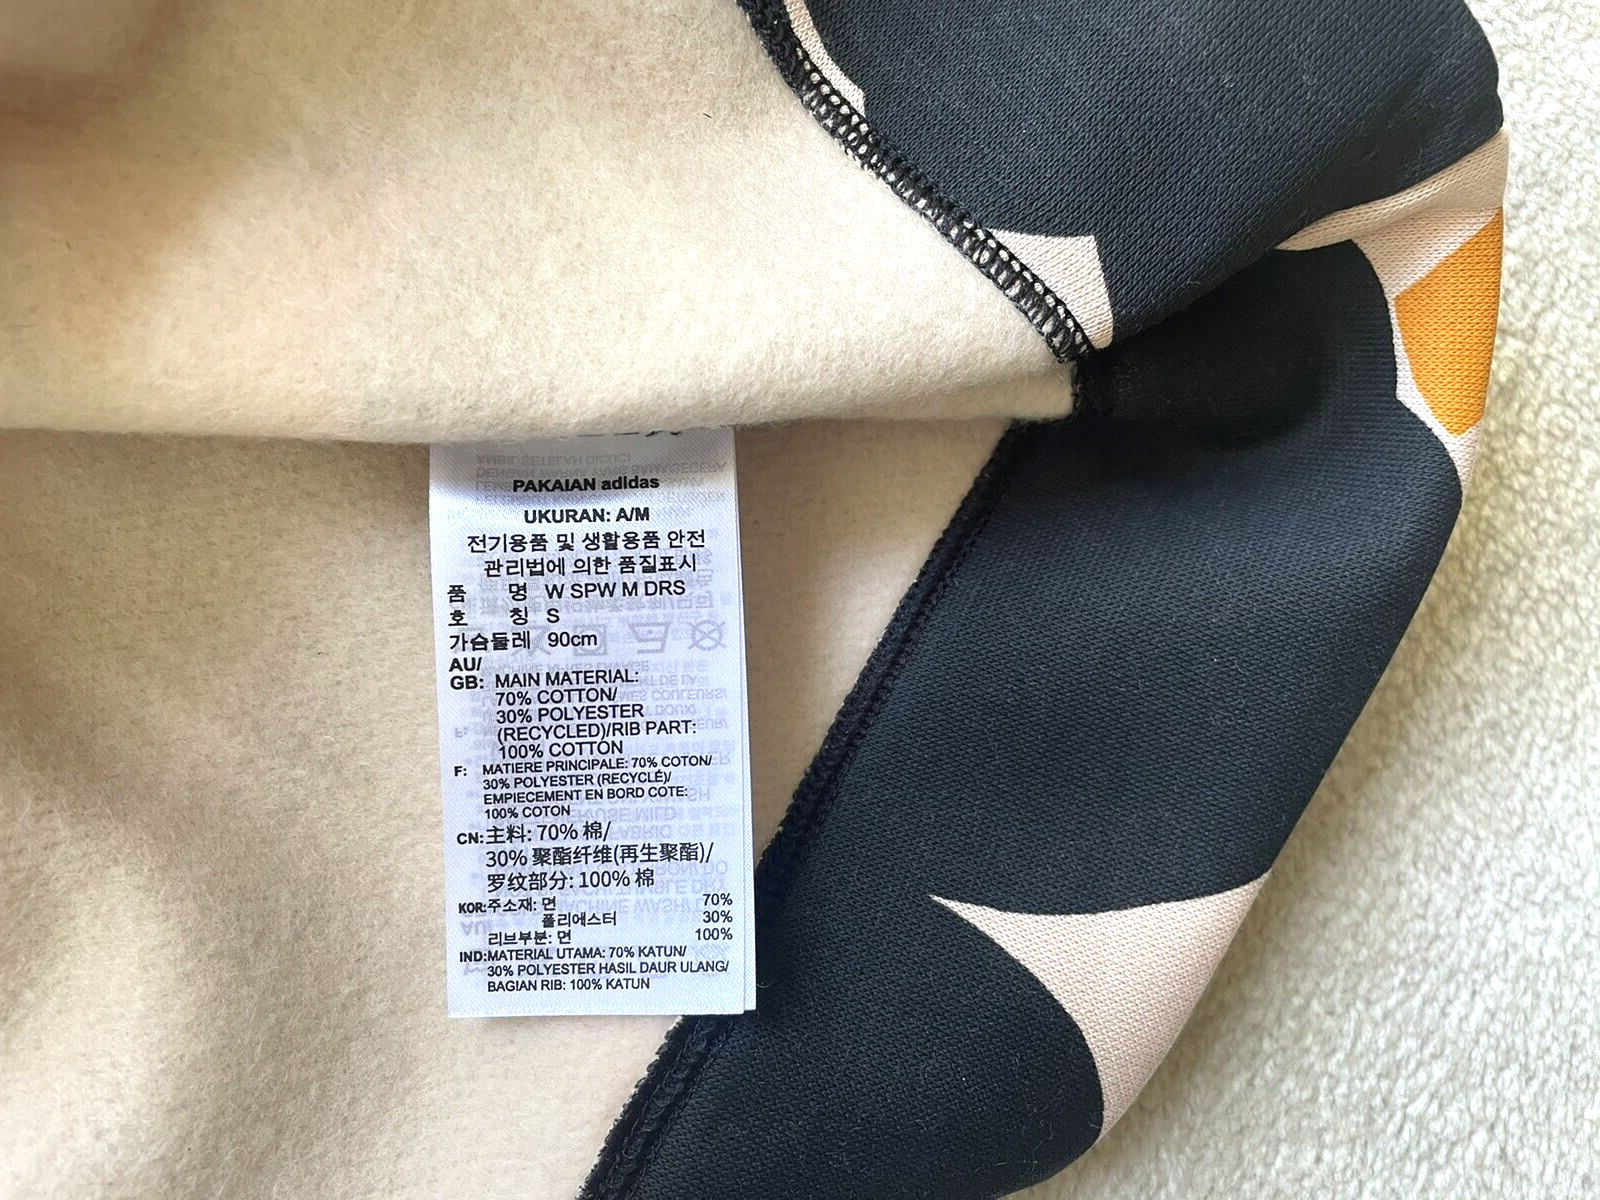 PAKAIAN adidas
UKURAN: A/M
전기용품 및 생활용품 안전
관리법에 의한 품질표시
품 명 W SPW M DRS
호 칭 S
가슴둘레 90cm
AU/
GB: MAIN MATERIAL:
70% COTTON/
30% POLYESTER
(RECYCLED)/RIB PART:
100% COTTON
F: MATIERE PRINCIPALE: 70% COTON/
30% POLYESTER (RECYCLÉ)/
EMPIECEMENT EN BORD COTE:
100% COTON
CN: 主料: 70% 棉/
30% 聚酯纤维(再生聚酯)/
罗纹部分: 100% 棉
KOR: 주소재: 면 70%
폴리에스터 30%
리브부분: 면 100%
IND: MATERIAL UTAMA: 70% KATUN/
30% POLYESTER HASIL DAUR ULANG/
BAGIAN RIB: 100% KATUN